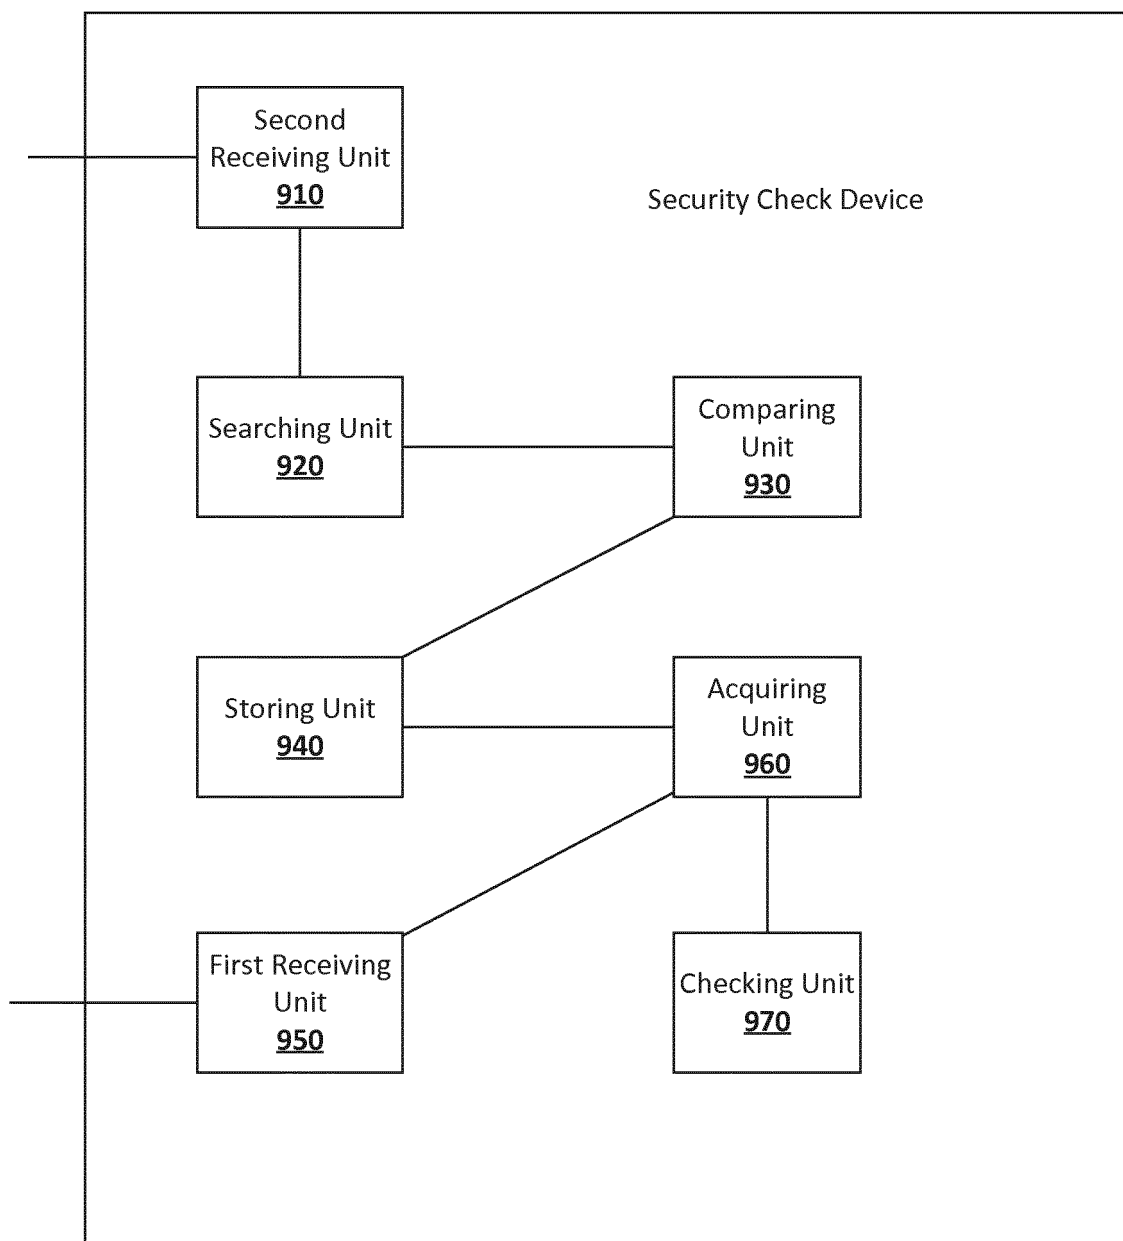 Second
Receiving Unit
910
Security Check Device
Searching Unit
920
Comparing
Unit
930
Storing Unit
940
Acquiring
Unit
960
First Receiving
Unit
950
Checking Unit
970